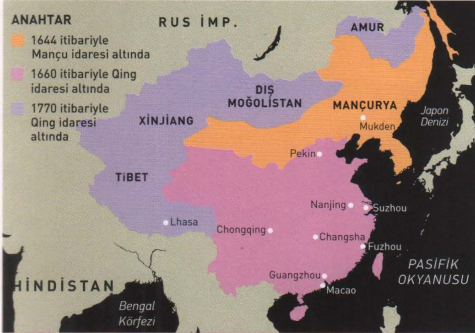 ANAHTAR
1644 itibariyle
Mançu idaresi altında
1660 itibariyle Qing
idaresi altında
1770 itibariyle
Qing idaresi
altında
RUS İMP.
AMUR
DIŞ
MOĞOLİSTAN
MANÇURYA
Mukden
Japon
Denizi
XİNJİANG
Pekin
TİBET
Lhasa
Nanjing
Suzhou
Chongqing
Changsha
Fuzhou
Guangzhou
Macao
PASİFİK
OKYANUSU
HİNDİSTAN
Bengal
Körfezi